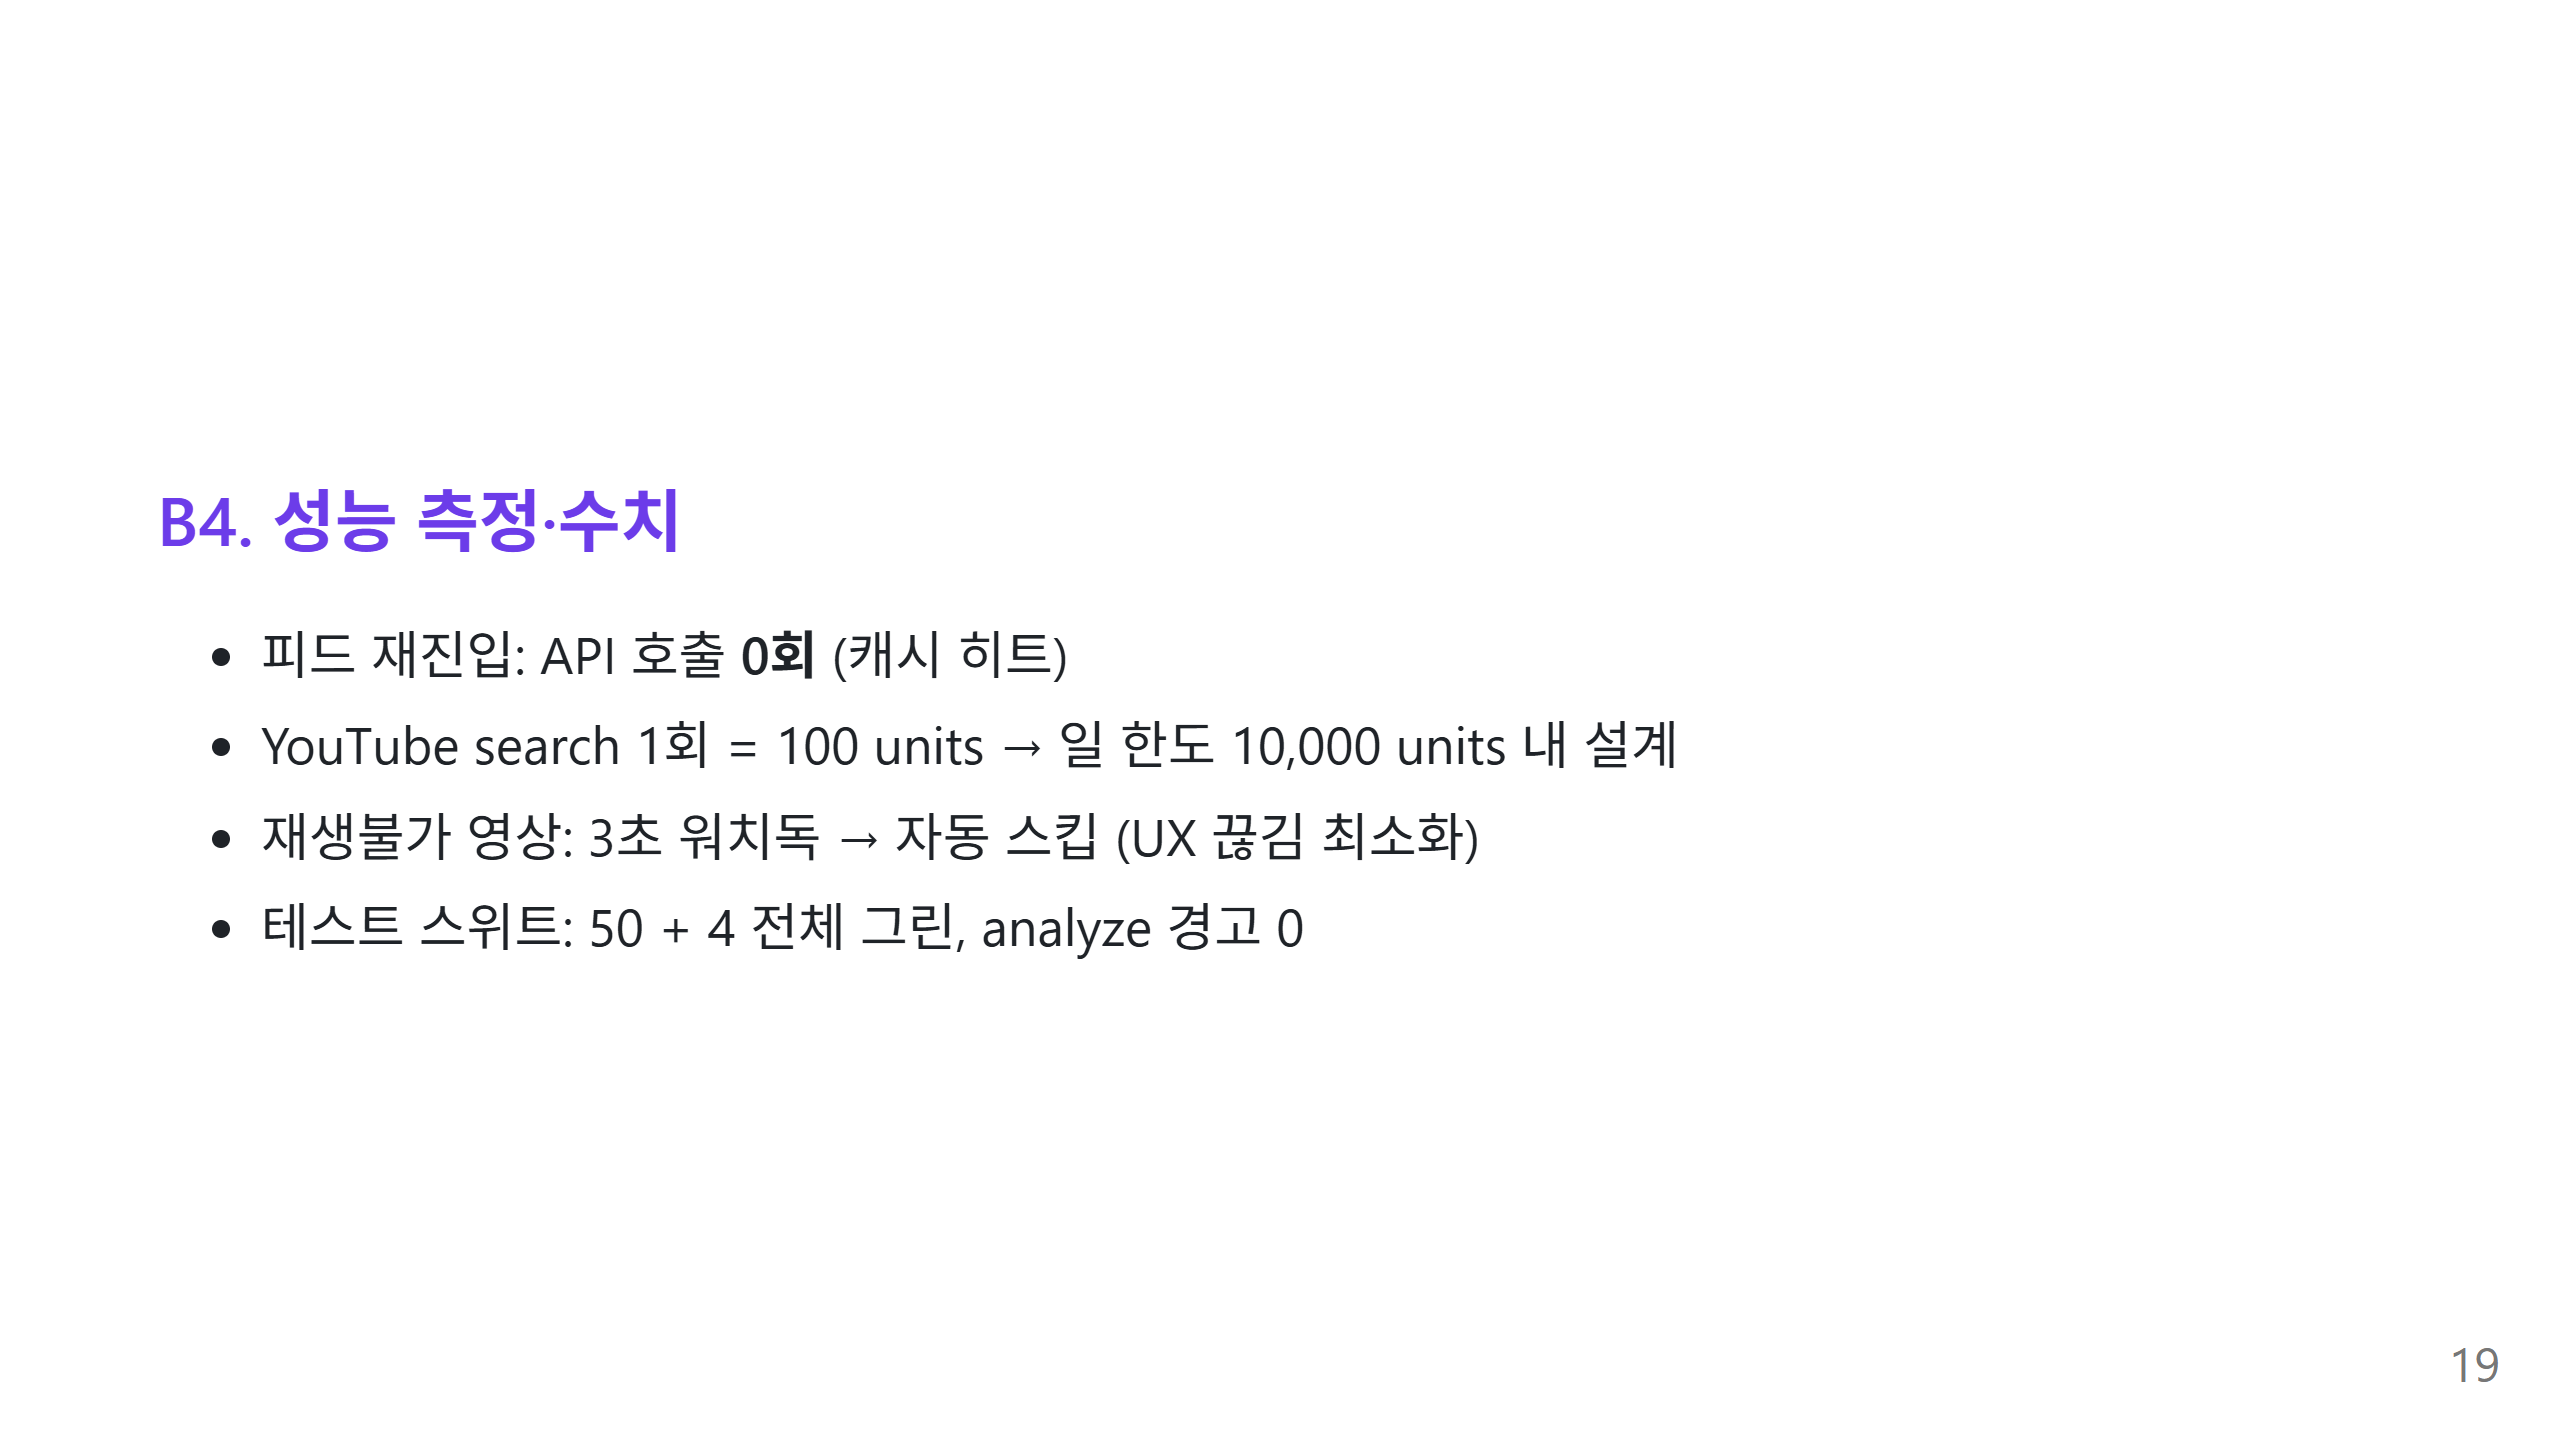 B4. 성능 측정·수치
• 피드 재진입: API 호출 0회 (캐시 히트)
• YouTube search 1회 = 100 units → 일 한도 10,000 units 내 설계
• 재생불가 영상: 3초 워치독 → 자동 스킵 (UX 끊김 최소화)
• 테스트 스위트: 50 + 4 전체 그린, analyze 경고 0
19